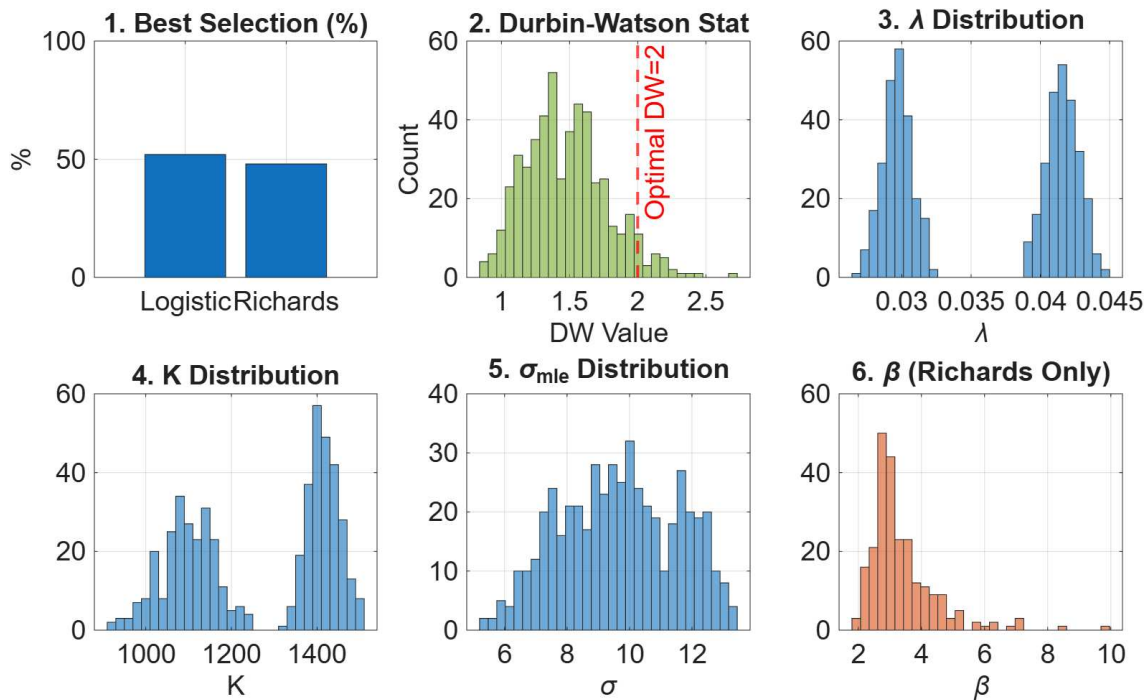 1. Best Selection (%)
100
50
0
%
Logistic Richards
2. Durbin-Watson Stat
60
40
20
0
Count
Optimal DW=2
1 1.5 2 2.5
DW Value
3. λ Distribution
60
40
20
0
0.03 0.035 0.04 0.045
λ
4. K Distribution
60
40
20
0
1000 1200 1400
K
5. σmle Distribution
40
30
20
10
0
6 8 10 12
σ
6. β (Richards Only)
60
40
20
0
2 4 6 8 10
β